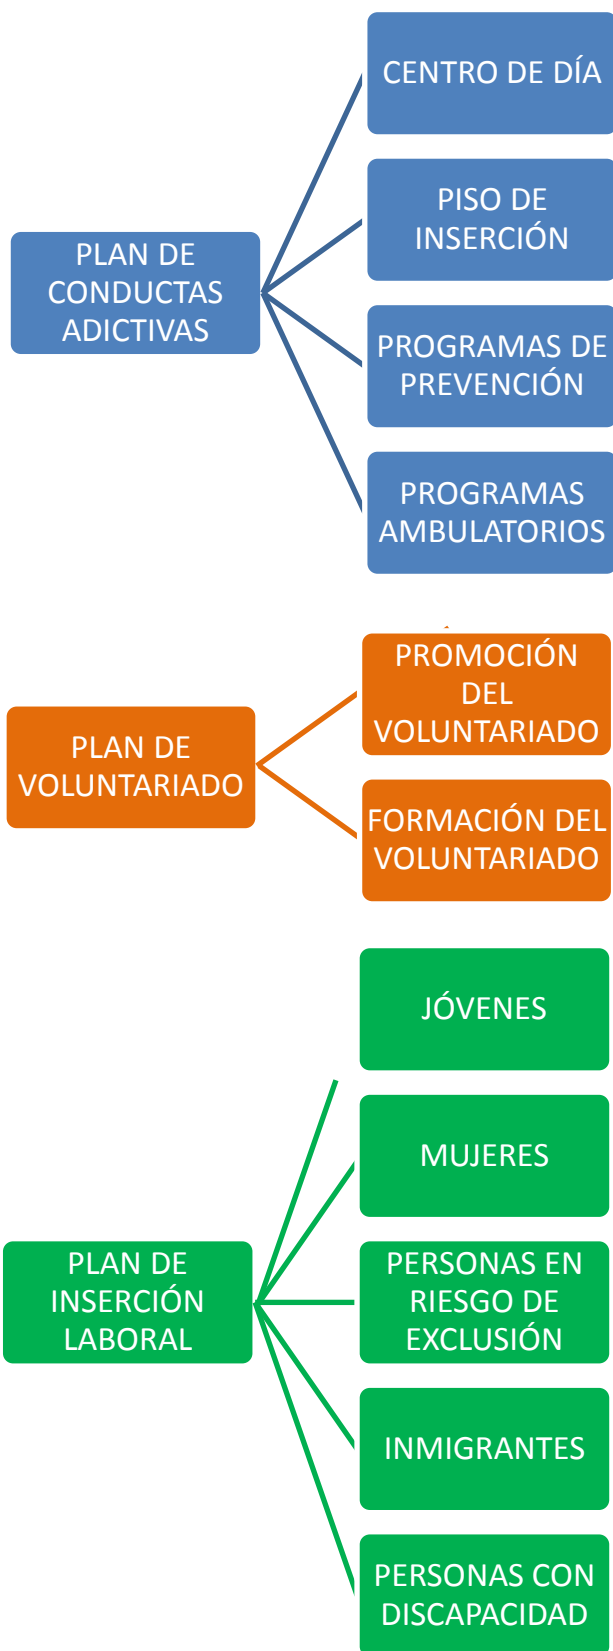 PLAN DE
CONDUCTAS
ADICTIVAS
CENTRO DE DÍA
PISO DE
INSERCIÓN
PROGRAMAS DE
PREVENCIÓN
PROGRAMAS
AMBULATORIOS
PLAN DE
VOLUNTARIADO
PROMOCIÓN
DEL
VOLUNTARIADO
FORMACIÓN DEL
VOLUNTARIADO
PLAN DE
INSERCIÓN
LABORAL
JÓVENES
MUJERES
PERSONAS EN
RIESGO DE
EXCLUSIÓN
INMIGRANTES
PERSONAS CON
DISCAPACIDAD